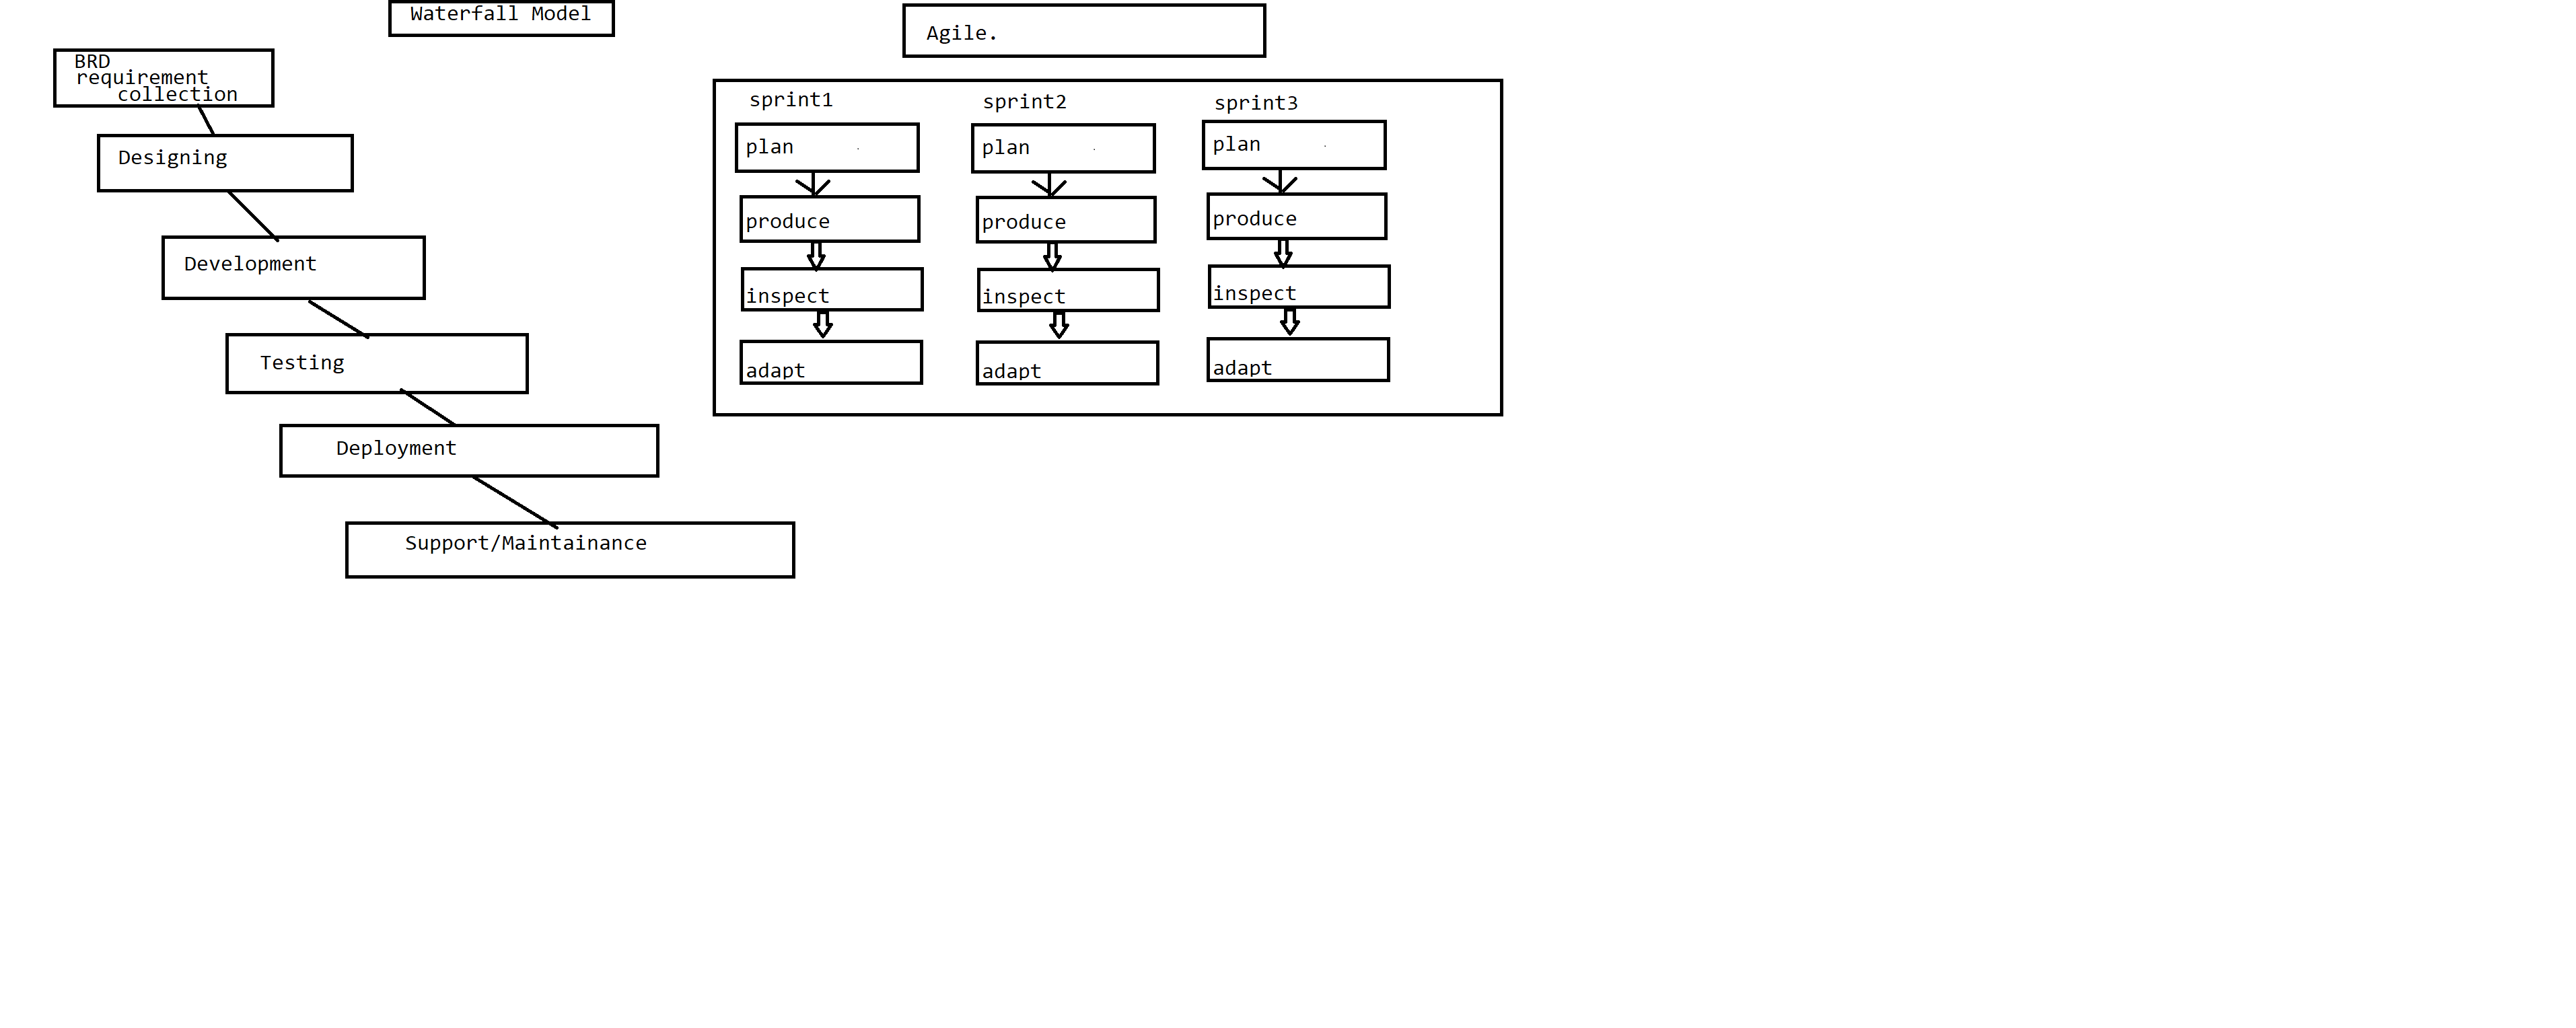 Waterfall Model
BRD
requirement
collection
Designing
Development
Testing
Deployment
Support/Maintainance
Agile.
sprint1
plan
produce
inspect
adapt
sprint2
plan
produce
inspect
adapt
sprint3
plan
produce
inspect
adapt